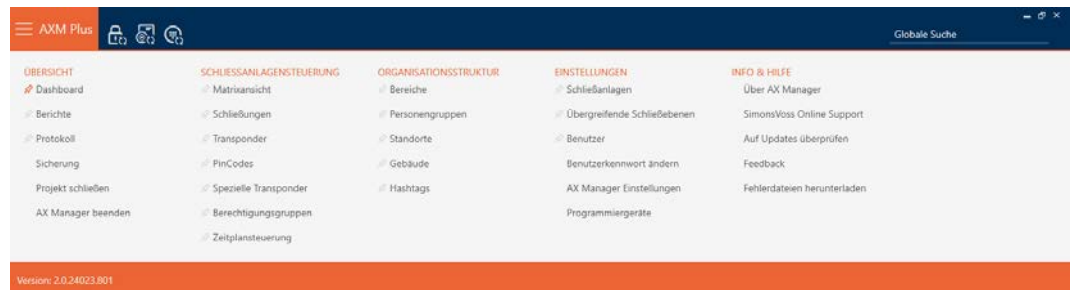 AXM Plus
Globale Suche
ÜBERSICHT
Dashboard
Berichte
Protokoll
Sicherung
Projekt schließen
AX Manager beenden
SCHLIESSANLAGENSTEUERUNG
Matrixansicht
Schließungen
Transponder
PinCodes
Spezielle Transponder
Berechtigungsgruppen
Zeitplansteuerung
ORGANISATIONSSTRUKTUR
Bereiche
Personengruppen
Standorte
Gebäude
Hashtags
EINSTELLUNGEN
Schließanlagen
Übergreifende Schließebenen
Benutzer
Benutzerkennwort ändern
AX Manager Einstellungen
Programmiergeräte
INFO & HILFE
Über AX Manager
SimonsVoss Online Support
Auf Updates überprüfen
Feedback
Fehlerdateien herunterladen
Version: 2.0.24023.801